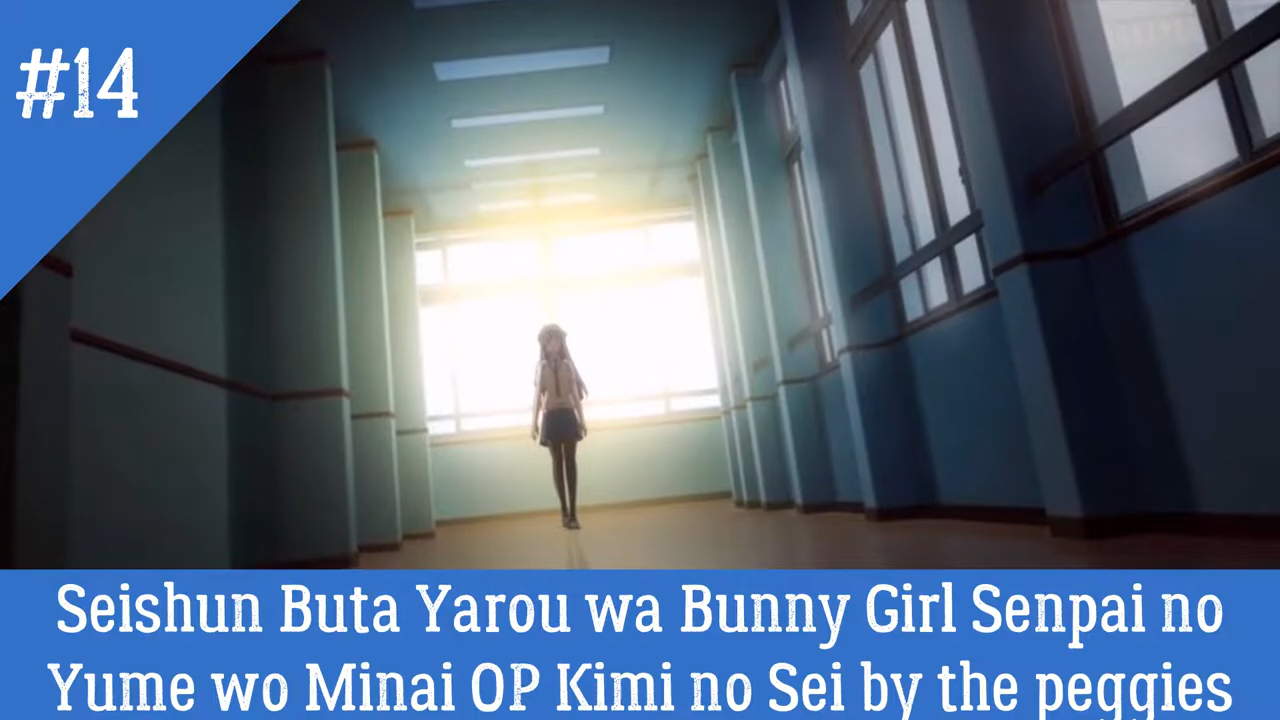 #14
Seishun Buta Yarou wa Bunny Girl Senpai no
Yume wo Minai OP Kimi no Sei by the peggies